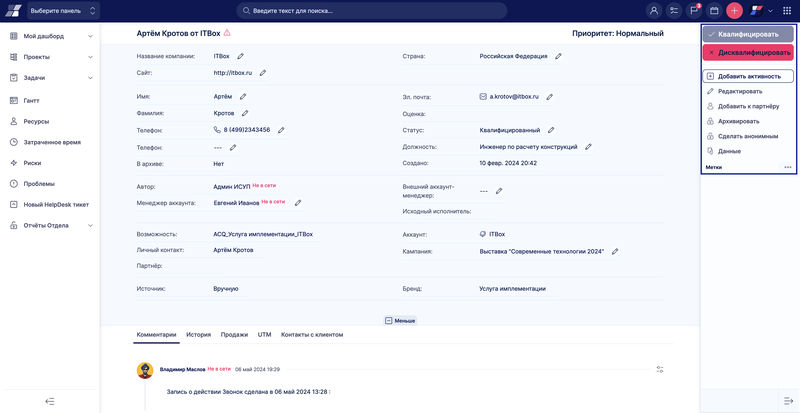 Выберите панель
Введите текст для поиска...
3
Мой дашборд
Проекты
Задачи
Гантт
Ресурсы
Затраченное время
Риски
Проблемы
Новый HelpDesk тикет
Отчёты Отдела
Артём Кротов от ITBox
Приоритет: Нормальный
Название компании: ITBox
Страна: Российская Федерация
Сайт: http://itbox.ru
Имя: Артём
Эл. почта: a.krotov@itbox.ru
Фамилия: Кротов
Оценка:
Телефон: 8 (499)2343456
Статус: Квалифицированный
Телефон: ---
Должность: Инженер по расчету конструкций
В архиве: Нет
Создано: 10 февр. 2024 20:42
Автор: Админ ИСУП Не в сети
Внешний аккаунт-менеджер: ---
Менеджер аккаунта: Евгений Иванов Не в сети
Исходный исполнитель:
Возможность: ACQ_Услуга имплементации_ITBox
Аккаунт: ITBox
Личный контакт: Артём Кротов
Кампания: Выставка "Современные технологии 2024"
Партнёр:
Источник: Вручную
Бренд: Услуга имплементации
Меньше
Комментарии История Продажи UTM Контакты с клиентом
Владимир Маслов Не в сети 06 май 2024 19:29
Запись о действии Звонок сделана в 06 май 2024 13:28 :
Квалифицировать
Дисквалифицировать
Добавить активность
Редактировать
Добавить к партнёру
Архивировать
Сделать анонимным
Данные
Метки